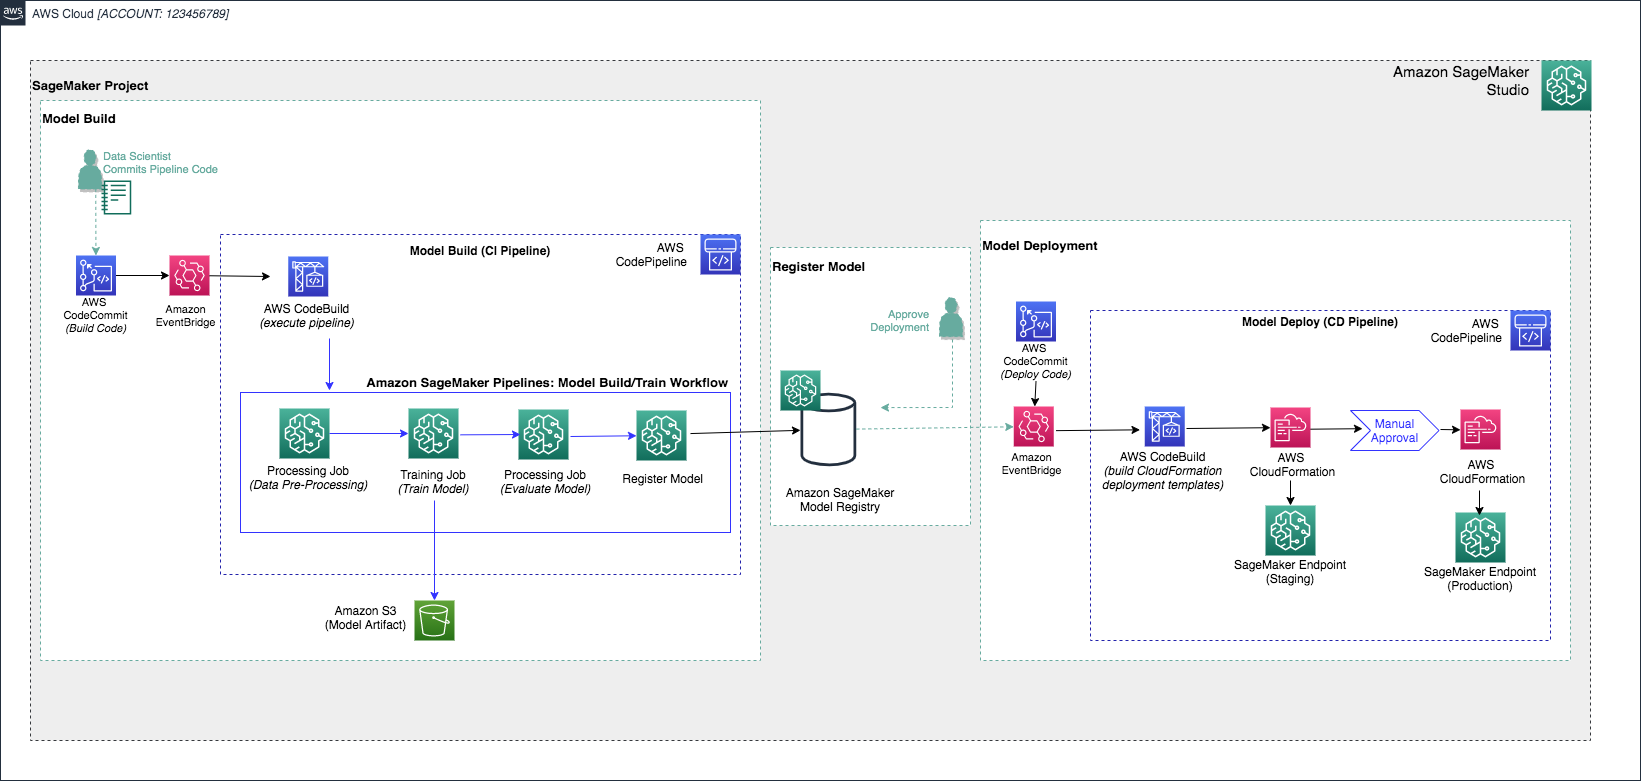 aws
AWS Cloud [ACCOUNT: 123456789]
Amazon SageMaker
Studio
SageMaker Project
Model Build
Data Scientist
Commits Pipeline Code
AWS
CodeCommit
(Build Code)
Amazon
EventBridge
Model Build (CI Pipeline)
AWS
CodePipeline
AWS CodeBuild
(execute pipeline)
Amazon SageMaker Pipelines: Model Build/Train Workflow
Processing Job
(Data Pre-Processing)
Training Job
(Train Model)
Processing Job
(Evaluate Model)
Register Model
Amazon S3
(Model Artifact)
Register Model
Approve
Deployment
Amazon SageMaker
Model Registry
Model Deployment
AWS
CodeCommit
(Deploy Code)
Amazon
EventBridge
Model Deploy (CD Pipeline)
AWS
CodePipeline
AWS CodeBuild
(build CloudFormation
deployment templates)
AWS
CloudFormation
Manual
Approval
AWS
CloudFormation
SageMaker Endpoint
(Staging)
SageMaker Endpoint
(Production)